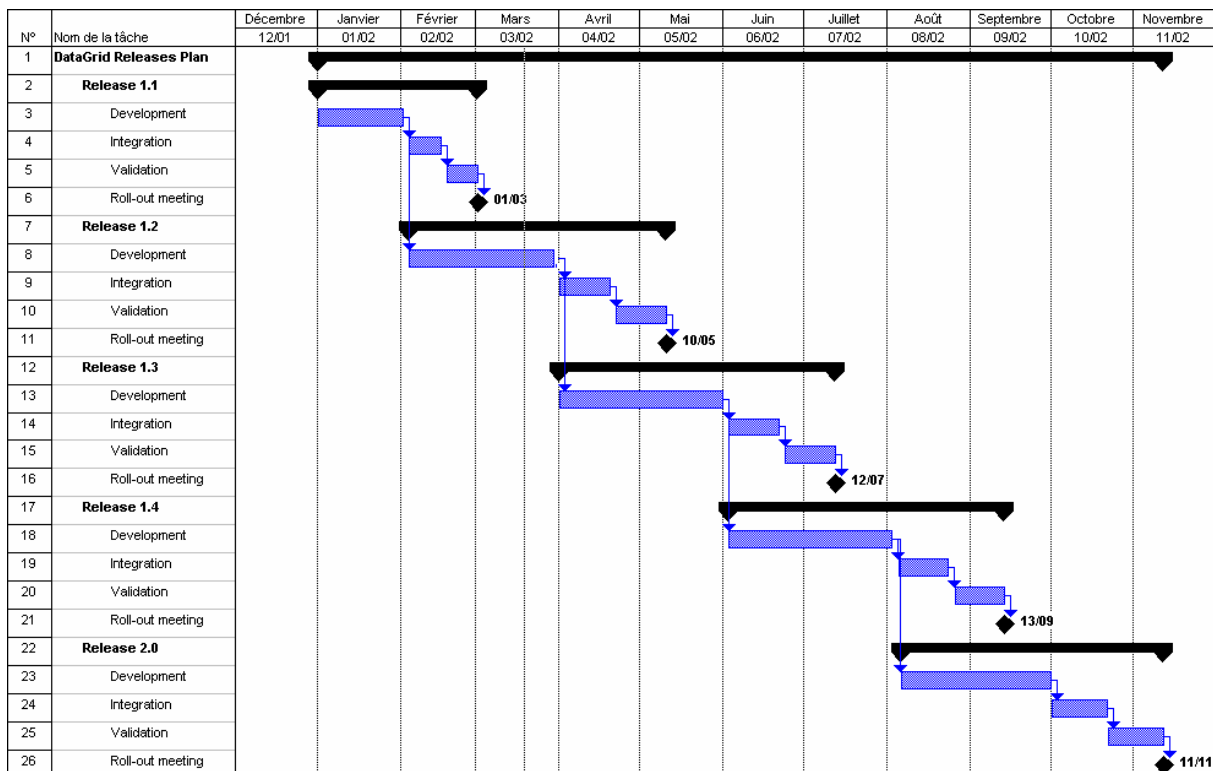 Décembre Janvier Février Mars Avril Mai Juin Juillet Août Septembre Octobre Novembre
N° Nom de la tâche 12/01 01/02 02/02 03/02 04/02 05/02 06/02 07/02 08/02 09/02 10/02 11/02
1 DataGrid Releases Plan
2 Release 1.1
3 Development
4 Integration
5 Validation
6 Roll-out meeting 01/03
7 Release 1.2
8 Development
9 Integration
10 Validation
11 Roll-out meeting 10/05
12 Release 1.3
13 Development
14 Integration
15 Validation
16 Roll-out meeting 12/07
17 Release 1.4
18 Development
19 Integration
20 Validation
21 Roll-out meeting 13/09
22 Release 2.0
23 Development
24 Integration
25 Validation
26 Roll-out meeting 11/11